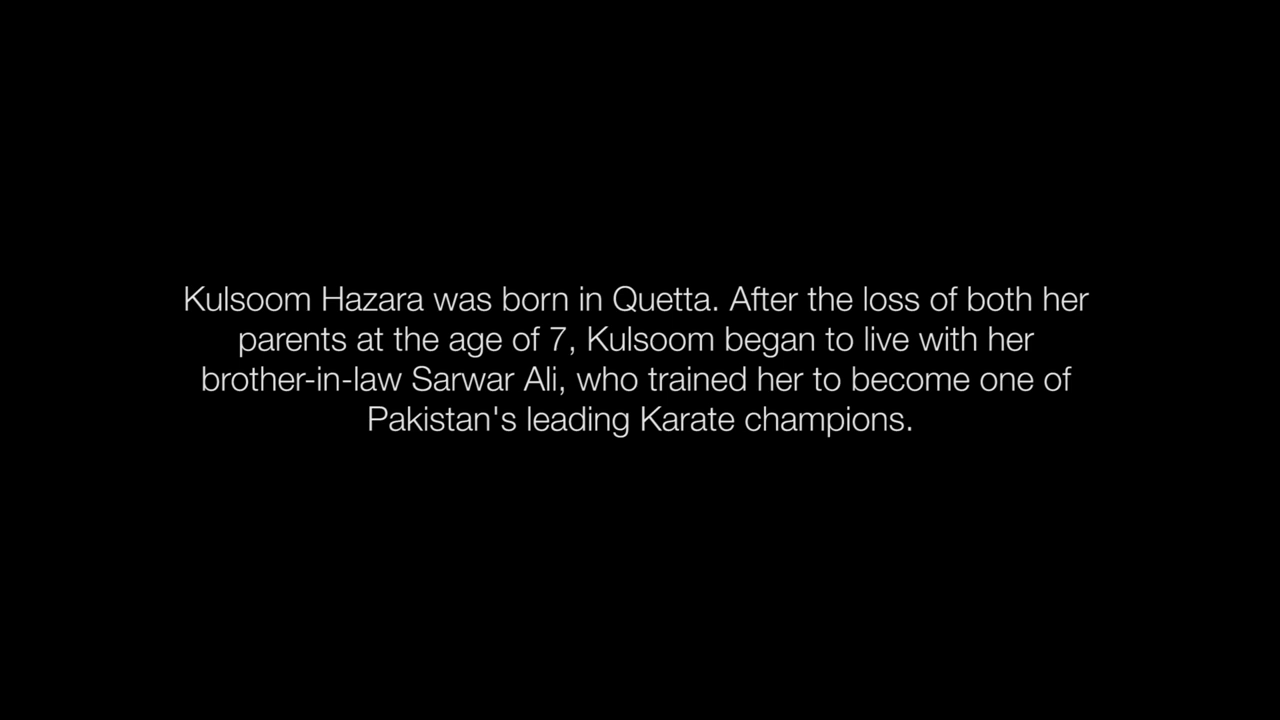 Kulsoom Hazara was born in Quetta. After the loss of both her
parents at the age of 7, Kulsoom began to live with her
brother-in-law Sarwar Ali, who trained her to become one of
Pakistan's leading Karate champions.